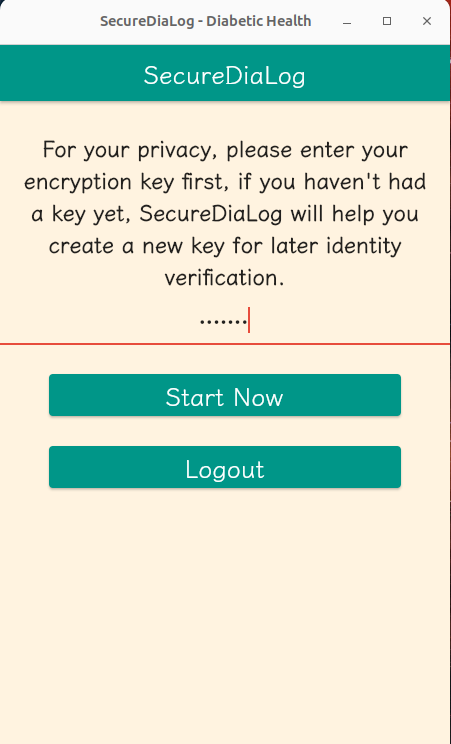 SecureDiaLog - Diabetic Health
SecureDiaLog
For your privacy, please enter your
encryption key first, if you haven't had
a key yet, SecureDiaLog will help you
create a new key for later identity
verification.
•••••••
Start Now
Logout